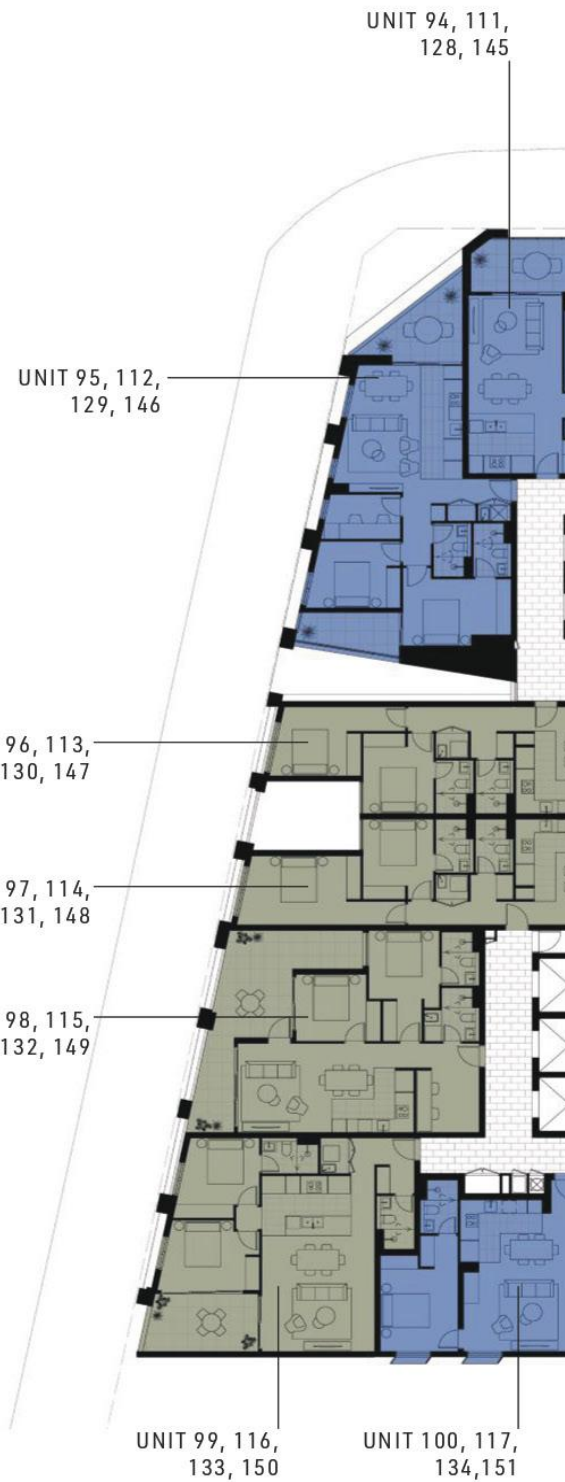 UNIT 94, 111,
128, 145
UNIT 95, 112,
129, 146
96, 113,
130, 147
97, 114,
131, 148
98, 115,
132, 149
UNIT 99, 116,
133, 150
UNIT 100, 117,
134,151